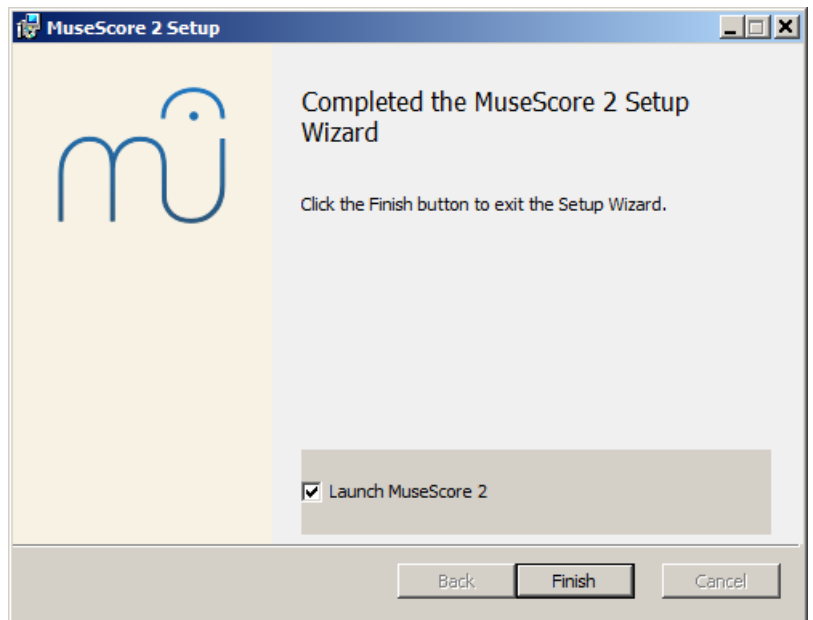 MuseScore 2 Setup
mû
Completed the MuseScore 2 Setup
Wizard
Click the Finish button to exit the Setup Wizard.
Launch MuseScore 2
Back
Finish
Cancel